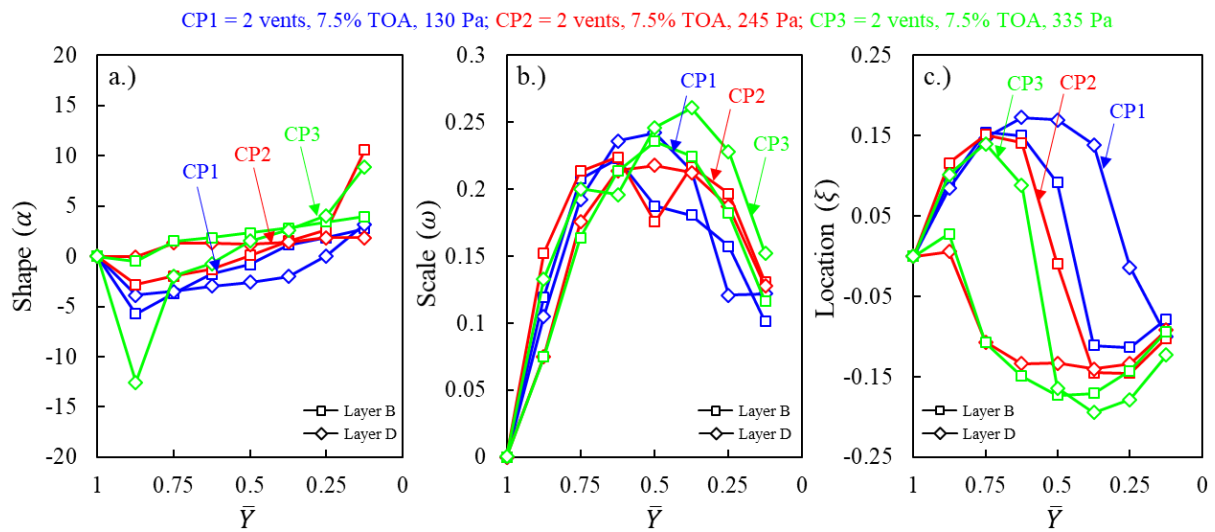 CP1 = 2 vents, 7.5% TOA, 130 Pa; CP2 = 2 vents, 7.5% TOA, 245 Pa; CP3 = 2 vents, 7.5% TOA, 335 Pa
a.)
Shape (α)
20
15
10
5
0
-5
-10
-15
-20
CP3
CP2
CP1
Layer B
Layer D
1
0.75
0.5
0.25
0
Ȳ
b.)
Scale (ω)
0.3
0.25
0.2
0.15
0.1
0.05
0
CP1
CP2
CP3
Layer B
Layer D
1
0.75
0.5
0.25
0
Ȳ
c.)
Location (ξ)
0.25
0.15
0.05
-0.05
-0.15
-0.25
CP3
CP2
CP1
Layer B
Layer D
1
0.75
0.5
0.25
0
Ȳ